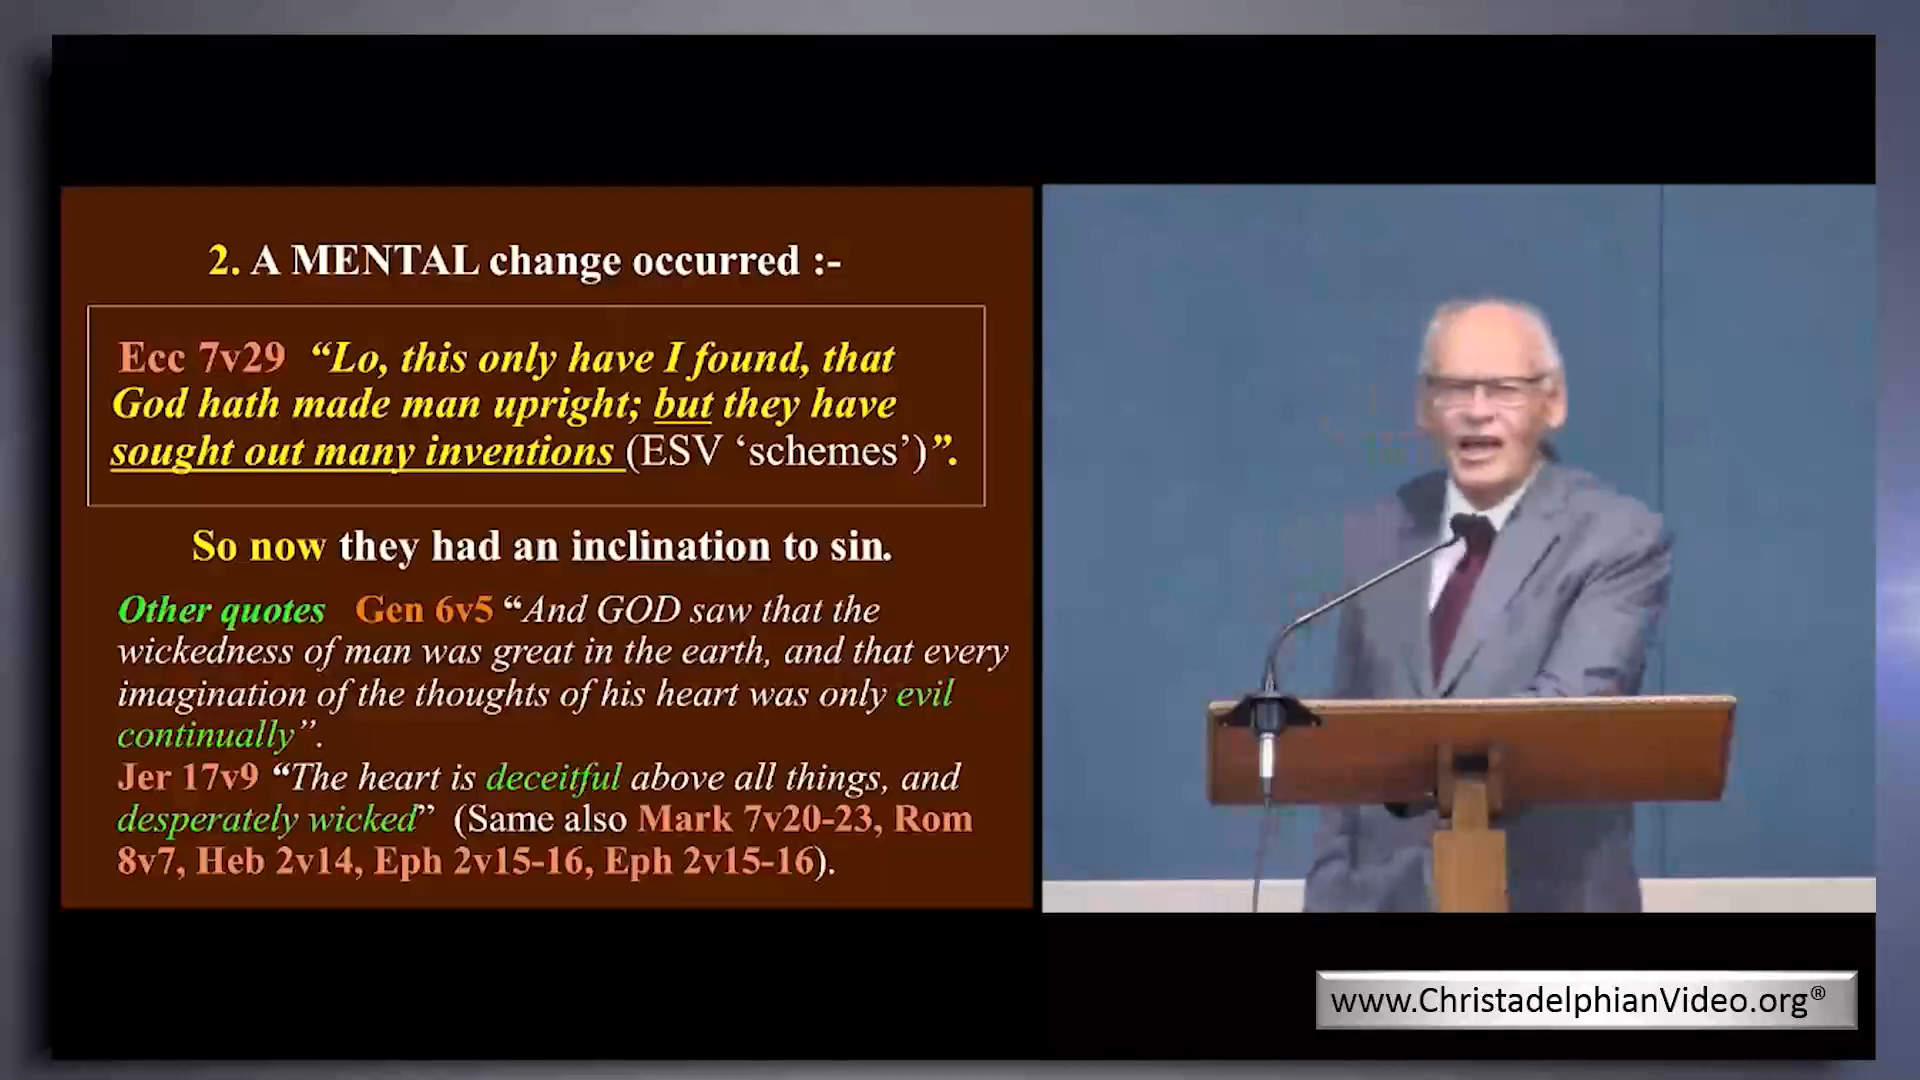 2. A MENTAL change occurred :-
Ecc 7v29 “Lo, this only have I found, that
God hath made man upright; but they have
sought out many inventions (ESV ‘schemes’)”.
So now they had an inclination to sin.
Other quotes Gen 6v5 “And GOD saw that the
wickedness of man was great in the earth, and that every
imagination of the thoughts of his heart was only evil
continually”.
Jer 17v9 “The heart is deceitful above all things, and
desperately wicked” (Same also Mark 7v20-23, Rom
8v7, Heb 2v14, Eph 2v15-16, Eph 2v15-16).
www.ChristadelphianVideo.org®